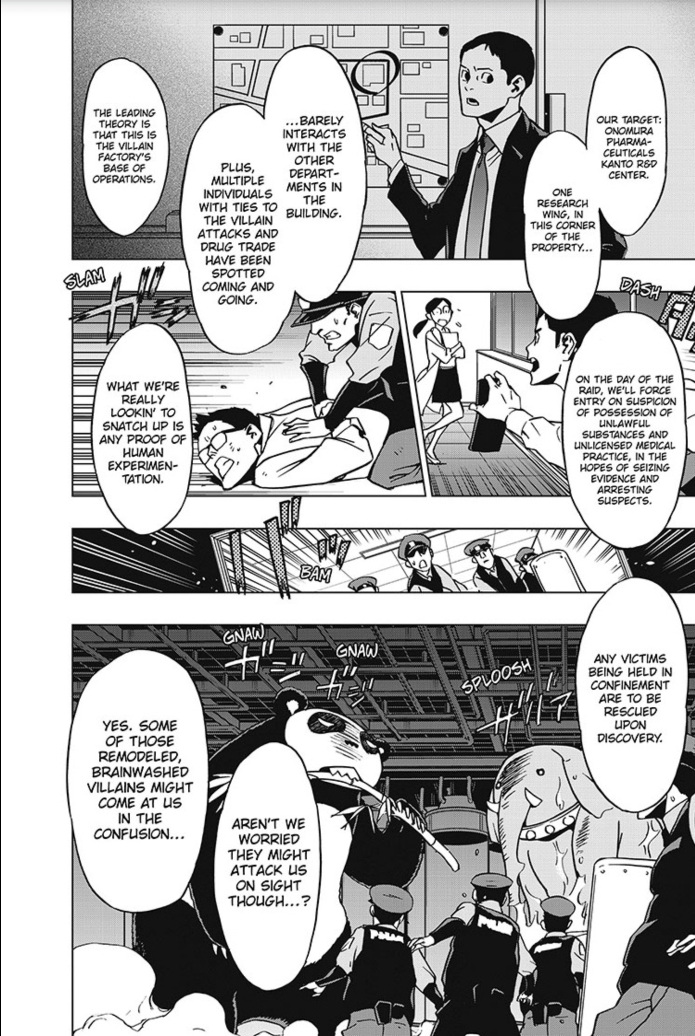 OUR TARGET:
ONOMURA
PHARMA-
CEUTICALS
KANTO R&D
CENTER.
ONE
RESEARCH
WING, IN
THIS CORNER
OF THE
PROPERTY...
...BARELY
INTERACTS
WITH THE
OTHER
DEPART-
MENTS IN
THE
BUILDING.
PLUS,
MULTIPLE
INDIVIDUALS
WITH TIES TO
THE VILLAIN
ATTACKS AND
DRUG TRADE
HAVE BEEN
SPOTTED
COMING AND
GOING.
THE LEADING
THEORY IS
THAT THIS IS
THE VILLAIN
FACTORY'S
BASE OF
OPERATIONS.
DASH
ON THE DAY OF THE
RAID, WE'LL FORCE
ENTRY ON SUSPICION
OF POSSESSION OF
UNLAWFUL
SUBSTANCES AND
UNLICENSED MEDICAL
PRACTICE, IN THE
HOPES OF SEIZING
EVIDENCE AND
ARRESTING
SUSPECTS.
SLAM
ガッ
WHAT WE'RE
REALLY
LOOKIN' TO
SNATCH UP IS
ANY PROOF OF
HUMAN
EXPERIMEN-
TATION.
BAM
ANY VICTIMS
BEING HELD IN
CONFINEMENT
ARE TO BE
RESCUED
UPON
DISCOVERY.
SPLOOSH
GNAW
ガジ
GNAW
ガジ
AREN'T WE
WORRIED
THEY MIGHT
ATTACK US
ON SIGHT
THOUGH...?
YES. SOME
OF THOSE
REMODELED,
BRAINWASHED
VILLAINS MIGHT
COME AT US
IN THE
CONFUSION...